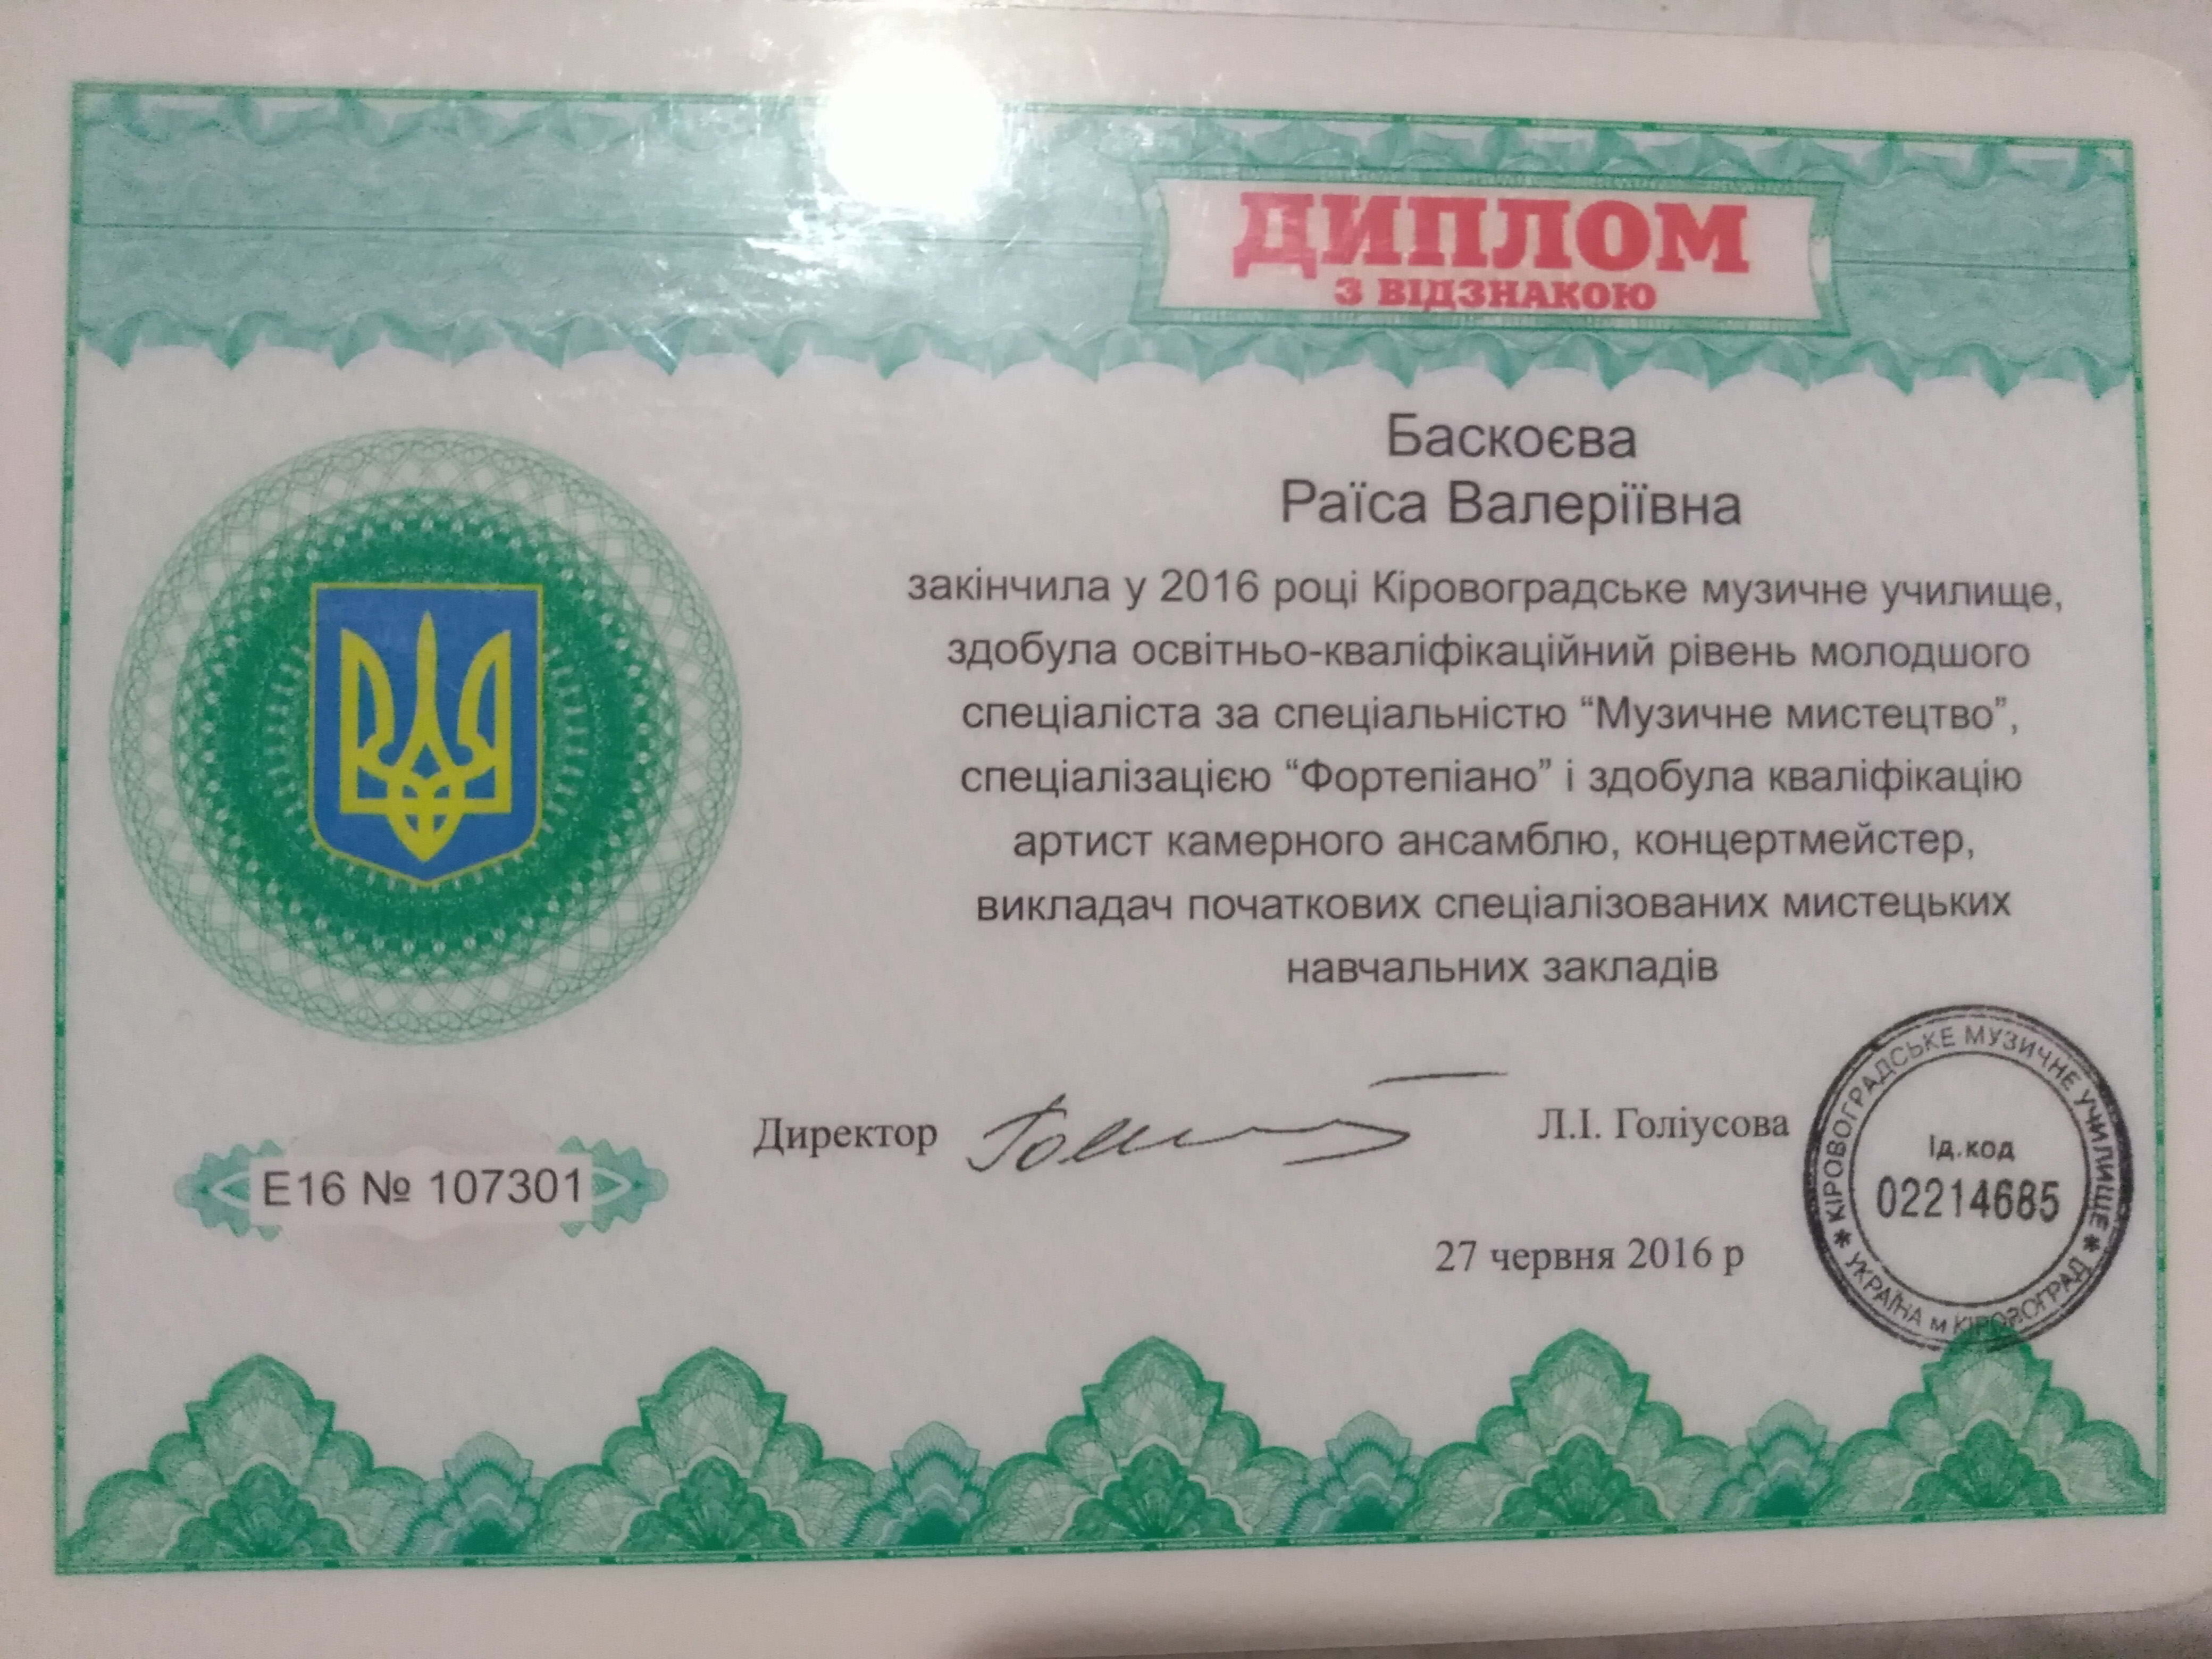 ДИПЛОМ
З ВІДЗНАКОЮ
Баскоєва
Раїса Валеріївна
закінчила у 2016 році Кіровоградське музичне училище,
здобула освітньо-кваліфікаційний рівень молодшого
спеціаліста за спеціальністю “Музичне мистецтво”,
спеціалізацією “Фортепіано” і здобула кваліфікацію
артист камерного ансамблю, концертмейстер,
викладач початкових спеціалізованих мистецьких
навчальних закладів
Директор Л.І. Голіусова
E16 № 107301
27 червня 2016 р
КІРОВОГРАДСЬКЕ МУЗИЧНЕ УЧИЛИЩЕ
Ід.код
02214685
* УКРАЇНА м КІРОВОГРАД *